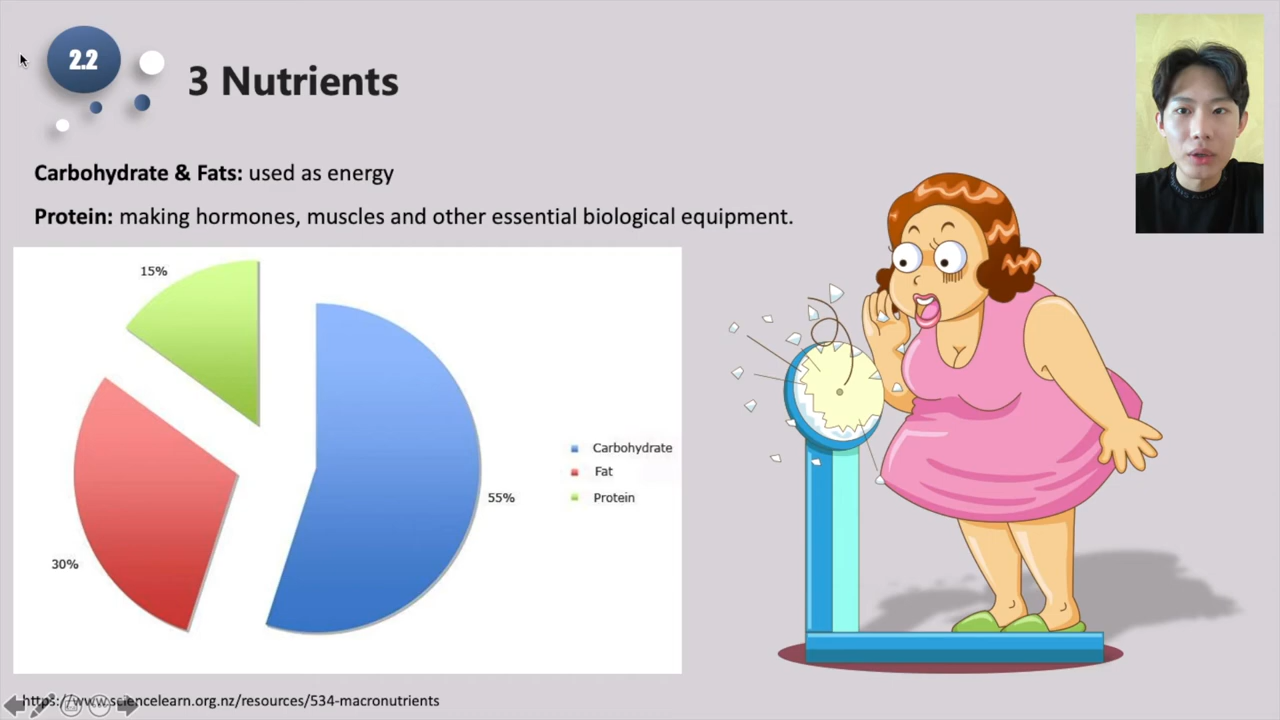 2.2
3 Nutrients
Carbohydrate & Fats: used as energy
Protein: making hormones, muscles and other essential biological equipment.
15%
Carbohydrate
Fat
55%
Protein
30%
https://www.sciencelearn.org.nz/resources/534-macronutrients